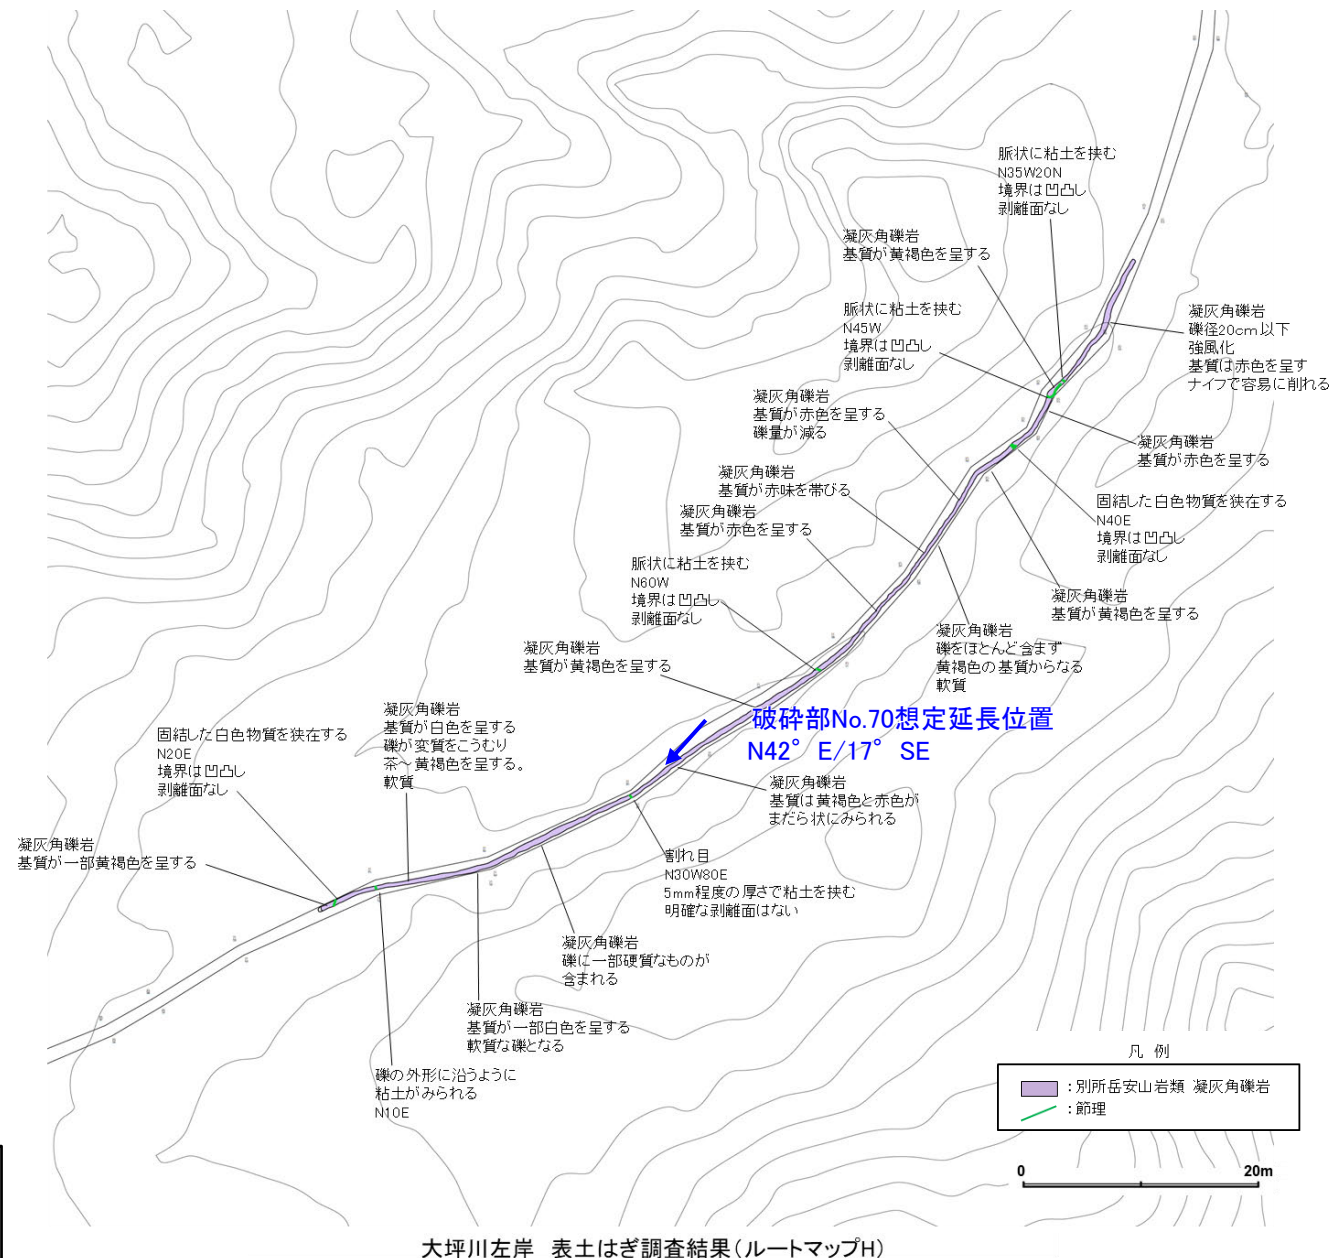 脈状に粘土を挟む
N35W20N
境界は凹凸し
剥離面なし
凝灰角礫岩
基質が黄褐色を呈する
脈状に粘土を挟む
N45W
境界は凹凸し
剥離面なし
凝灰角礫岩
礫径20cm以下
強風化
基質は赤色を呈す
ナイフで容易に削れる
凝灰角礫岩
基質が赤色を呈する
礫量が減る
凝灰角礫岩
基質が赤色を呈する
凝灰角礫岩
基質が赤味を帯びる
固結した白色物質を狭在する
N40E
境界は凹凸し
剥離面なし
凝灰角礫岩
基質が赤色を呈する
脈状に粘土を挟む
N60W
境界は凹凸し
剥離面なし
凝灰角礫岩
基質が黄褐色を呈する
凝灰角礫岩
礫をほとんど含まず
黄褐色の基質からなる
軟質
凝灰角礫岩
基質が黄褐色を呈する
破砕部No.70想定延長位置
N42°E/17°SE
凝灰角礫岩
基質が白色を呈する
礫が変質をこうむり
茶～黄褐色を呈する。
軟質
固結した白色物質を狭在する
N20E
境界は凹凸し
剥離面なし
凝灰角礫岩
基質は黄褐色と赤色が
まだら状にみられる
凝灰角礫岩
基質が一部黄褐色を呈する
割れ目
N30W80E
5mm程度の厚さで粘土を挟む
明確な剥離面はない
凝灰角礫岩
礫に一部硬質なものが
含まれる
凝灰角礫岩
基質が一部白色を呈する
軟質な礫となる
礫の外形に沿うように
粘土がみられる
N10E
凡 例
：別所岳安山岩類 凝灰角礫岩
：節理
0 20m
大坪川左岸 表土はぎ調査結果（ルートマップH）